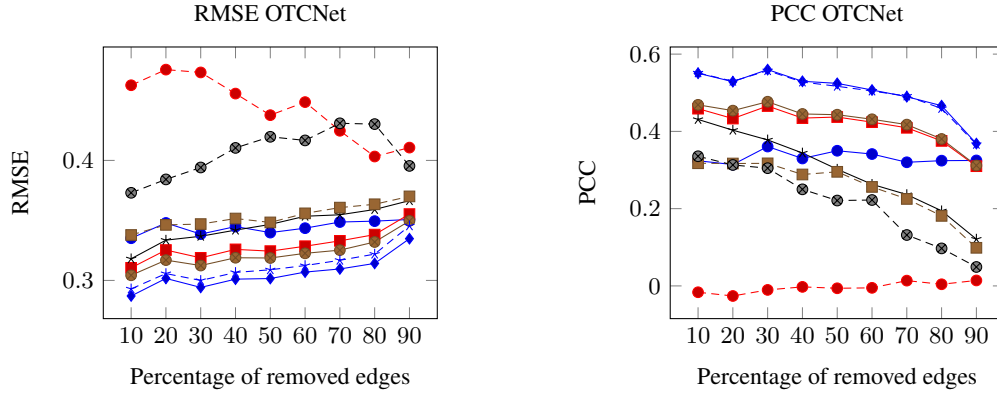 RMSE OTCNet
0.4
0.3
RMSE
10 20 30 40 50 60 70 80 90
Percentage of removed edges
PCC OTCNet
0.6
0.4
0.2
0
PCC
10 20 30 40 50 60 70 80 90
Percentage of removed edges